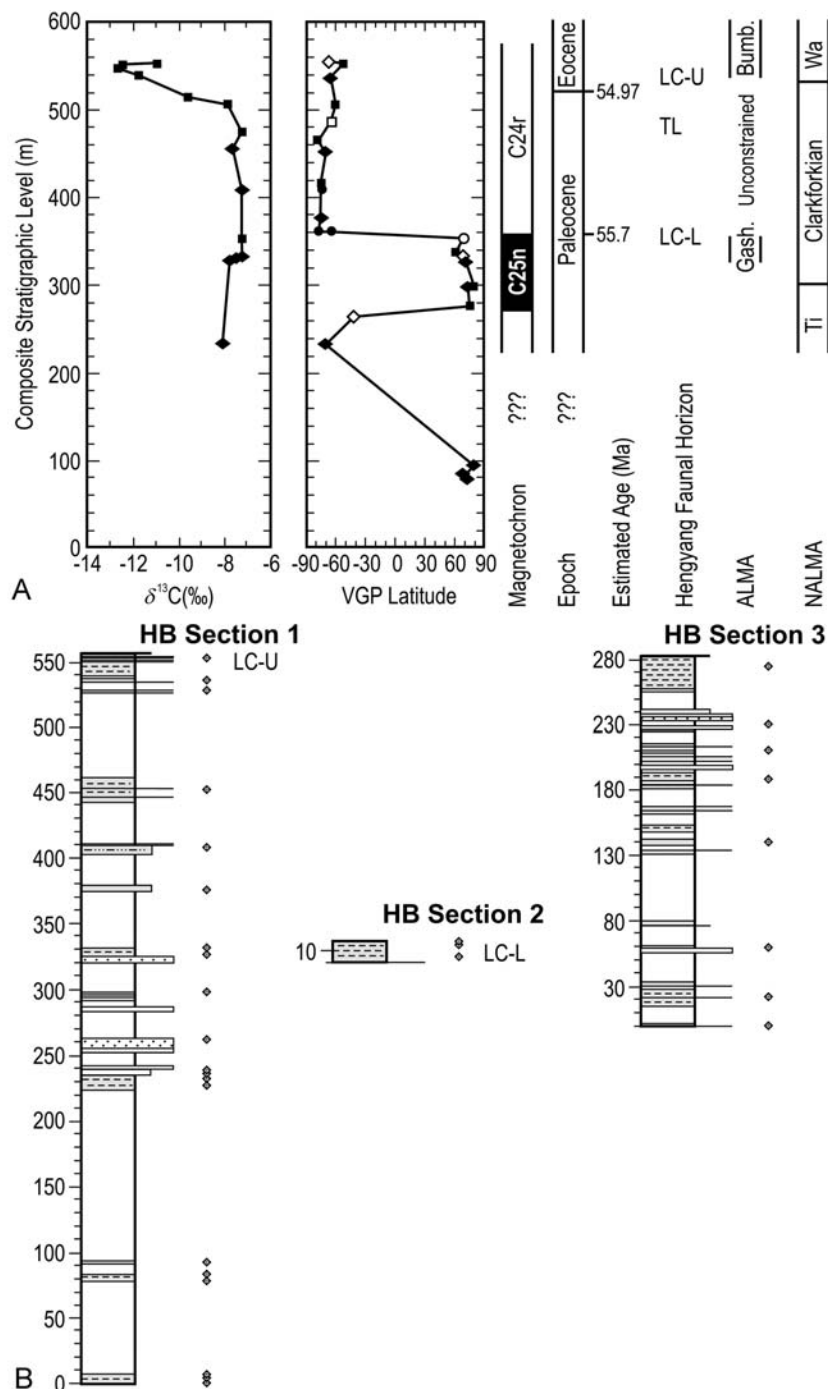 600
500
400
300
200
100
0
Composite Stratigraphic Level (m)
-14 -12 -10 -8 -6
δ¹³C(‰)
-90 -60 -30 0 30 60 90
VGP Latitude
A
C24r
C25n
???
Magnetochron
Eocene
Paleocene
???
Epoch
54.97
55.7
Estimated Age (Ma)
LC-U
TL
LC-L
Hengyang Faunal Horizon
Bumb.
Unconstrained
Gash.
ALMA
Wa
Clarkforkian
Ti
NALMA
HB Section 1
550
500
450
400
350
300
250
200
150
100
50
0
LC-U
HB Section 2
10
LC-L
HB Section 3
280
230
180
130
80
30
B